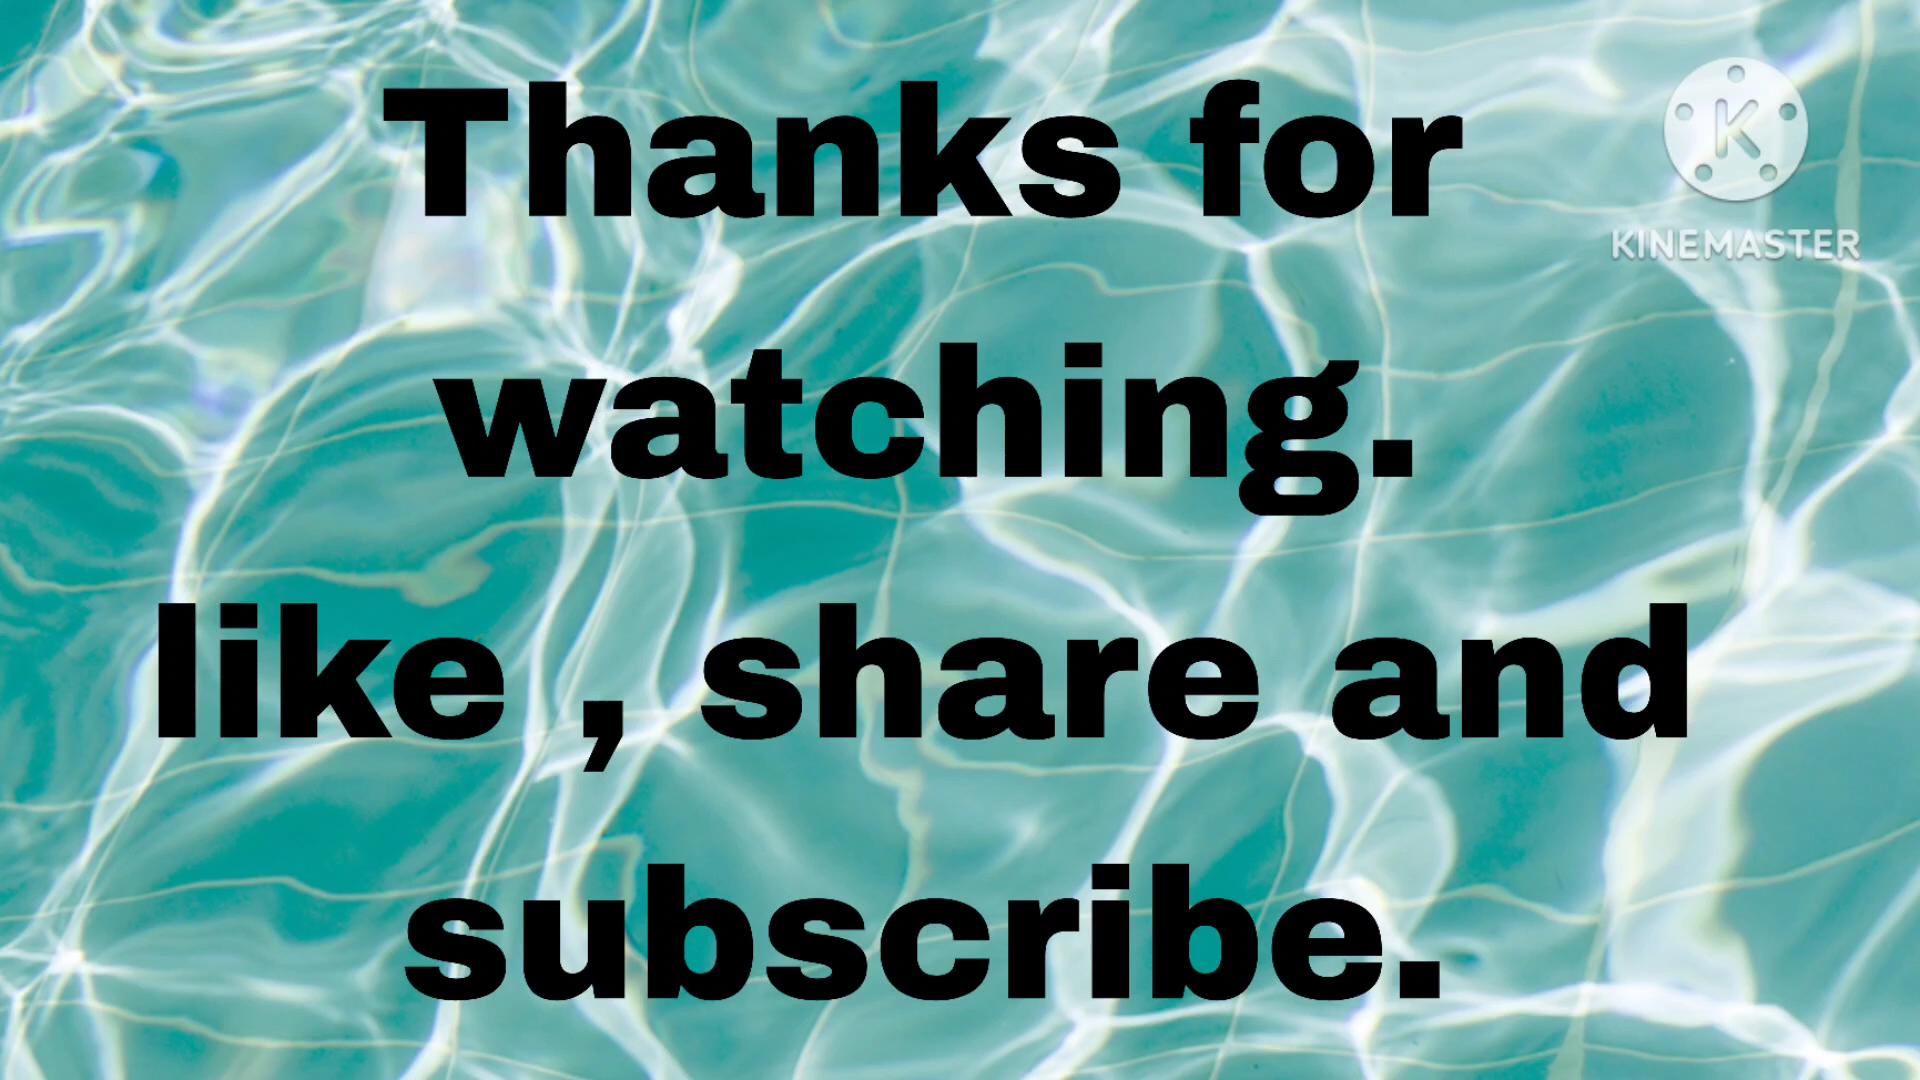 Thanks for
K
KINEMASTER
watching.
like , share and
subscribe.